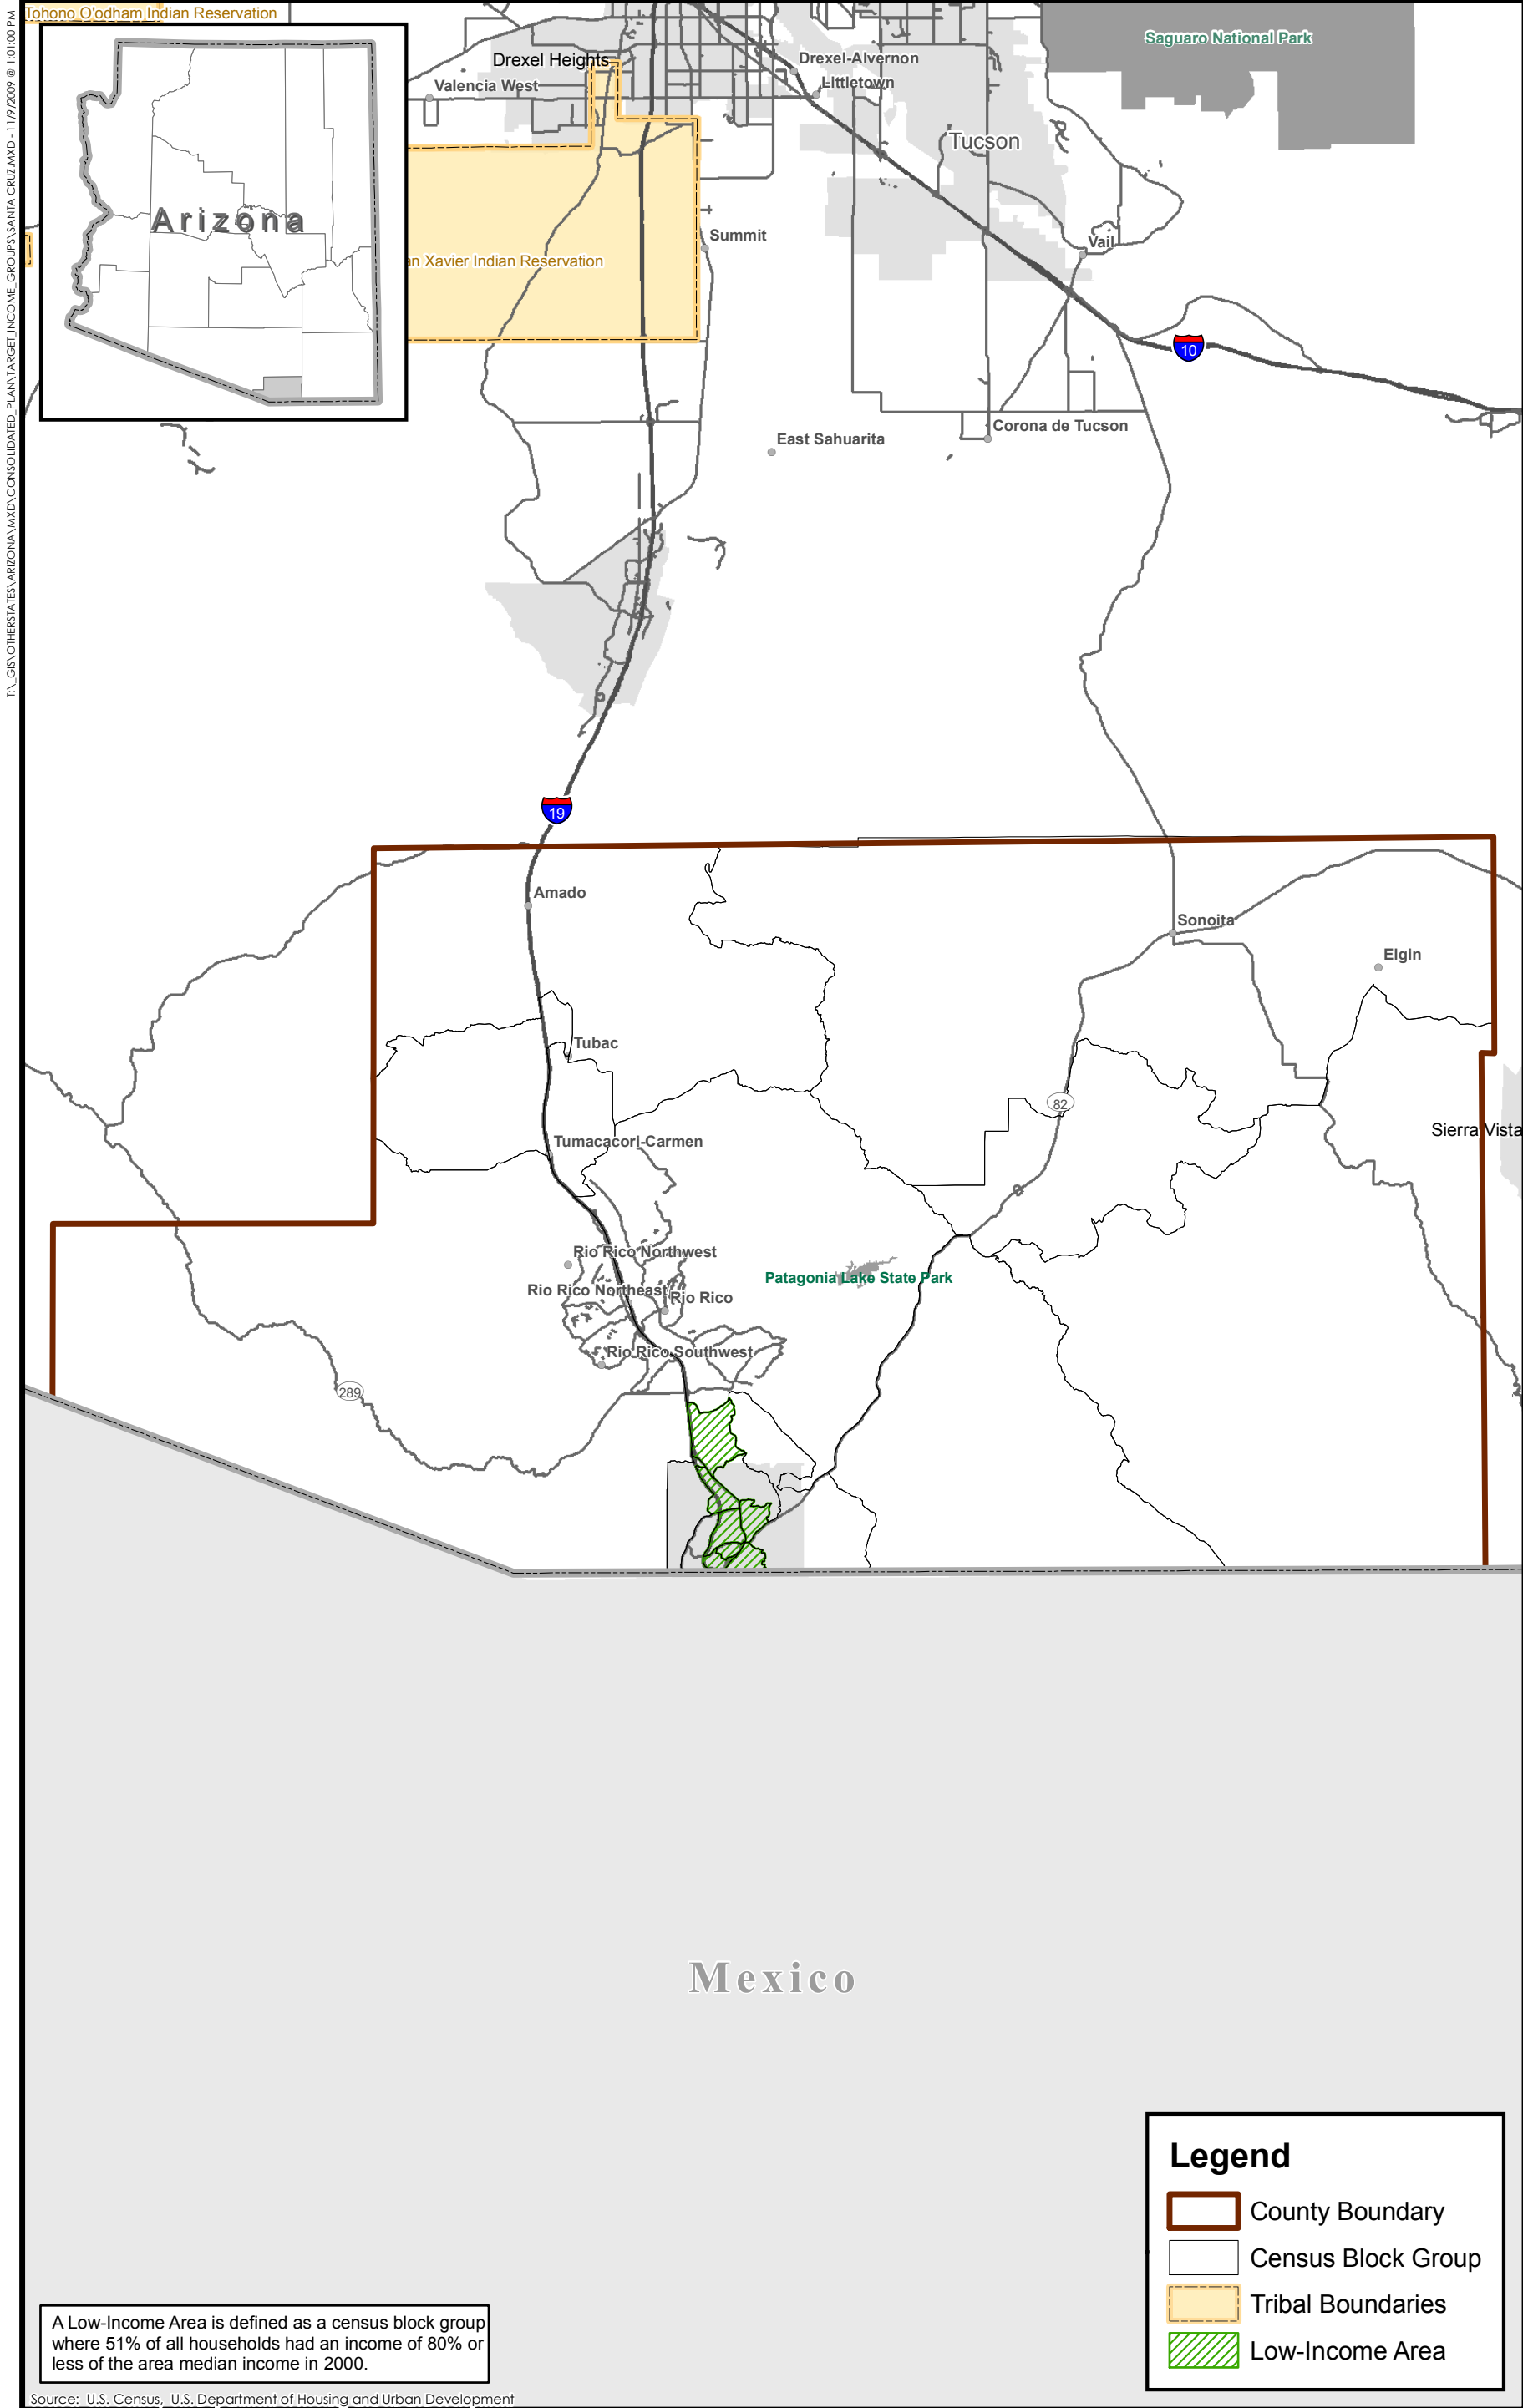 T:\_GIS\OTHERSTATES\ARIZONA\MXD\CONSOLIDATED_PLAN\TARGET_INCOME_GROUPS\SANTA CRUZ.MXD - 11/9/2009 @ 1:01:00 PM
Tohono O'odham Indian Reservation
Arizona
Saguaro National Park
Drexel Heights
Drexel-Alvernon
Valencia West
Littletown
Tucson
Summit
Vail
an Xavier Indian Reservation
10
Corona de Tucson
East Sahuarita
19
Amado
Sonoita
Elgin
Tubac
82
Sierra Vista
Tumacacori-Carmen
Rio Rico Northwest
Patagonia Lake State Park
Rio Rico Northeast
Rio Rico
Rio Rico Southwest
289
Mexico
Legend
County Boundary
Census Block Group
Tribal Boundaries
Low-Income Area
A Low-Income Area is defined as a census block group
where 51% of all households had an income of 80% or
less of the area median income in 2000.
Source: U.S. Census, U.S. Department of Housing and Urban Development